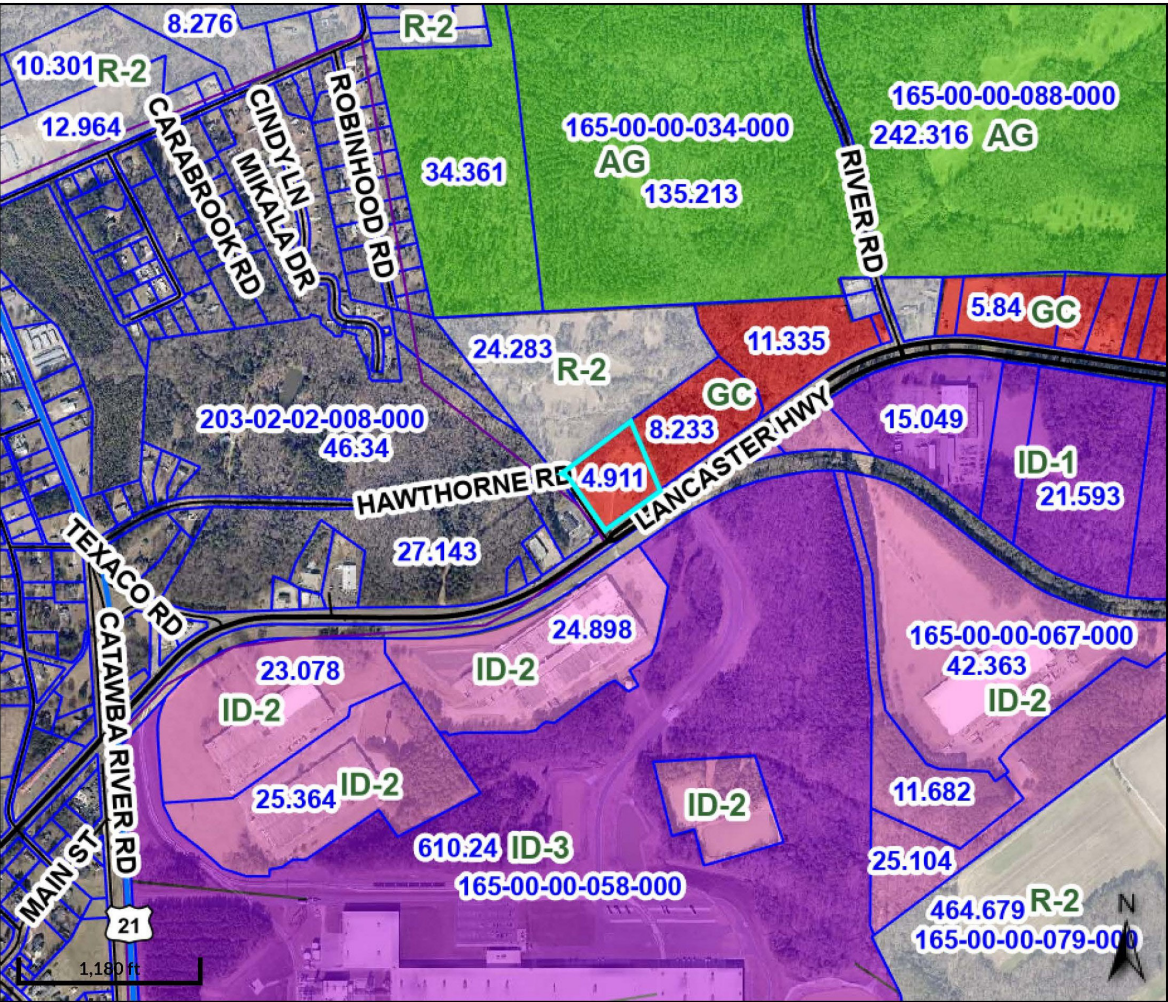 8.276
R-2
10.301 R-2
12.964
CARABROOK RD
CINDY LN
MIKALA DR
ROBINHOOD RD
34.361
165-00-00-034-000
AG
135.213
165-00-00-088-000
242.316 AG
RIVER RD
5.84 GC
11.335
24.283
R-2
GC
8.233
203-02-02-008-000
46.34
HAWTHORNE RD
4.911
LANCASTER HWY
15.049
ID-1
21.593
27.143
TEXACO RD
CATAWBA RIVER RD
24.898
ID-2
23.078
ID-2
165-00-00-067-000
42.363
ID-2
25.364 ID-2
ID-2
11.682
610.24 ID-3
165-00-00-058-000
25.104
MAIN ST
464.679 R-2
165-00-00-079-000
21
N
1,180 ft